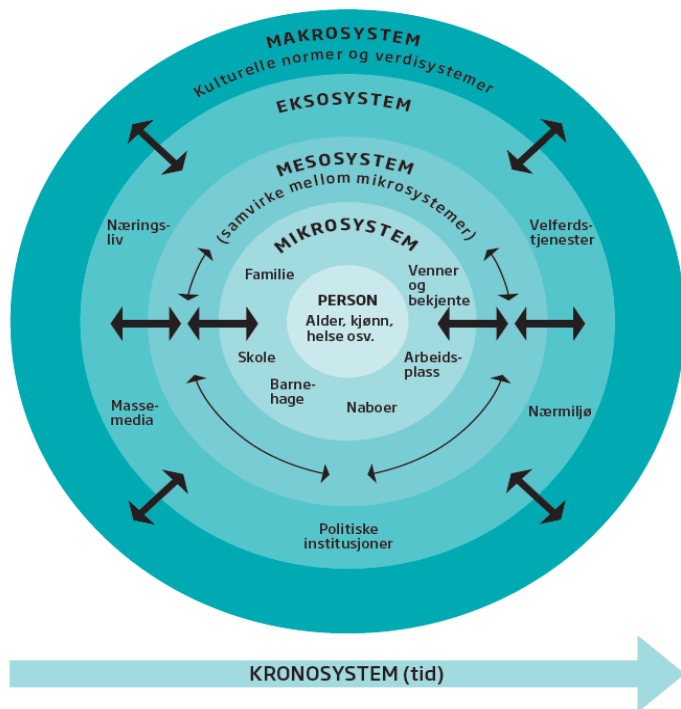 MAKROSYSTEM
Kulturelle normer og verdisystemer
EKSOSYSTEM
MESOSYSTEM
(samvirke mellom mikrosystemer)
MIKROSYSTEM
Nærings-
liv
Velferds-
tjenester
Familie
Venner
og
bekjente
PERSON
Alder, kjønn,
helse osv.
Skole
Arbeids-
plass
Barne-
hage
Naboer
Masse-
media
Nærmiljø
Politiske
institusjoner
KRONOSYSTEM (tid)